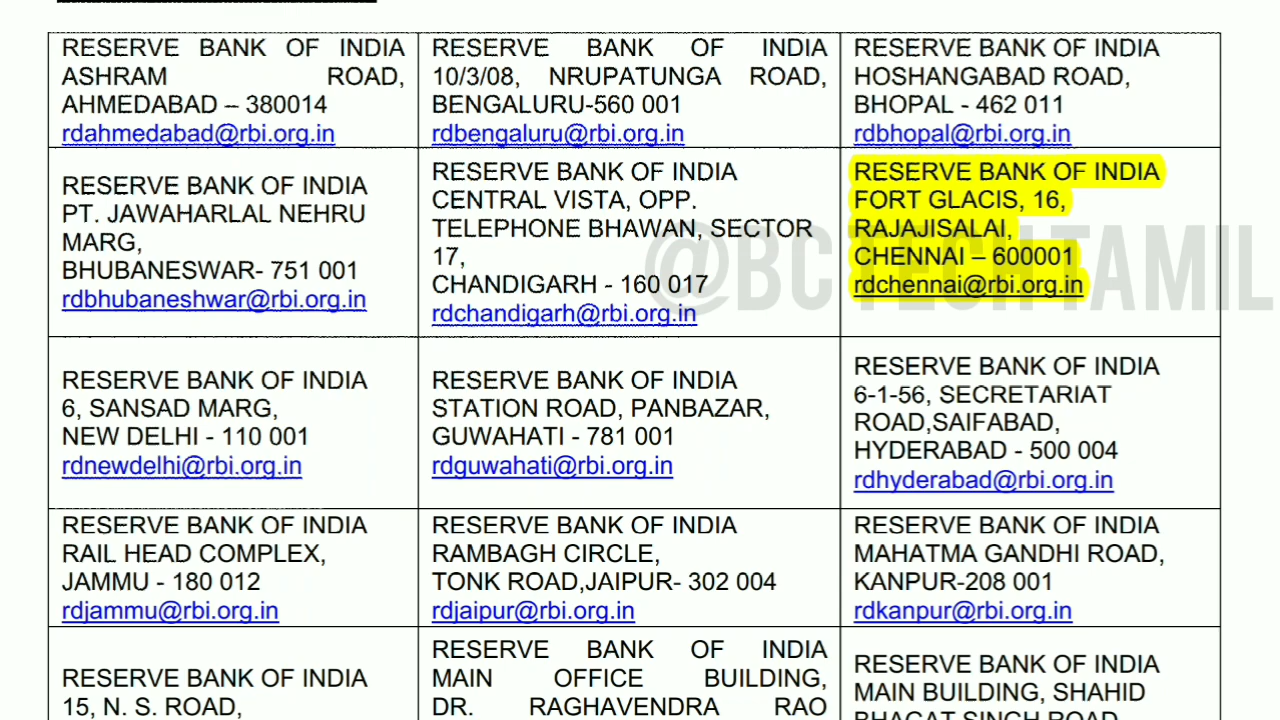 RESERVE BANK OF INDIA
ASHRAM ROAD,
AHMEDABAD – 380014
rdahmedabad@rbi.org.in
RESERVE BANK OF INDIA
10/3/08, NRUPATUNGA ROAD,
BENGALURU-560 001
rdbengaluru@rbi.org.in
RESERVE BANK OF INDIA
HOSHANGABAD ROAD,
BHOPAL - 462 011
rdbhopal@rbi.org.in
RESERVE BANK OF INDIA
PT. JAWAHARLAL NEHRU
MARG,
BHUBANESWAR- 751 001
rdbhubaneshwar@rbi.org.in
RESERVE BANK OF INDIA
CENTRAL VISTA, OPP.
TELEPHONE BHAWAN, SECTOR
17,
CHANDIGARH - 160 017
rdchandigarh@rbi.org.in
RESERVE BANK OF INDIA
FORT GLACIS, 16,
RAJAJISALAI,
CHENNAI – 600001
rdchennai@rbi.org.in
@BC TECH TAMIL
RESERVE BANK OF INDIA
6, SANSAD MARG,
NEW DELHI - 110 001
rdnewdelhi@rbi.org.in
RESERVE BANK OF INDIA
STATION ROAD, PANBAZAR,
GUWAHATI - 781 001
rdguwahati@rbi.org.in
RESERVE BANK OF INDIA
6-1-56, SECRETARIAT
ROAD,SAIFABAD,
HYDERABAD - 500 004
rdhyderabad@rbi.org.in
RESERVE BANK OF INDIA
RAIL HEAD COMPLEX,
JAMMU - 180 012
rdjammu@rbi.org.in
RESERVE BANK OF INDIA
RAMBAGH CIRCLE,
TONK ROAD,JAIPUR- 302 004
rdjaipur@rbi.org.in
RESERVE BANK OF INDIA
MAHATMA GANDHI ROAD,
KANPUR-208 001
rdkanpur@rbi.org.in
RESERVE BANK OF INDIA
15, N. S. ROAD,
RESERVE BANK OF INDIA
MAIN OFFICE BUILDING,
DR. RAGHAVENDRA RAO
RESERVE BANK OF INDIA
MAIN BUILDING, SHAHID
BHAGAT SINGH ROAD